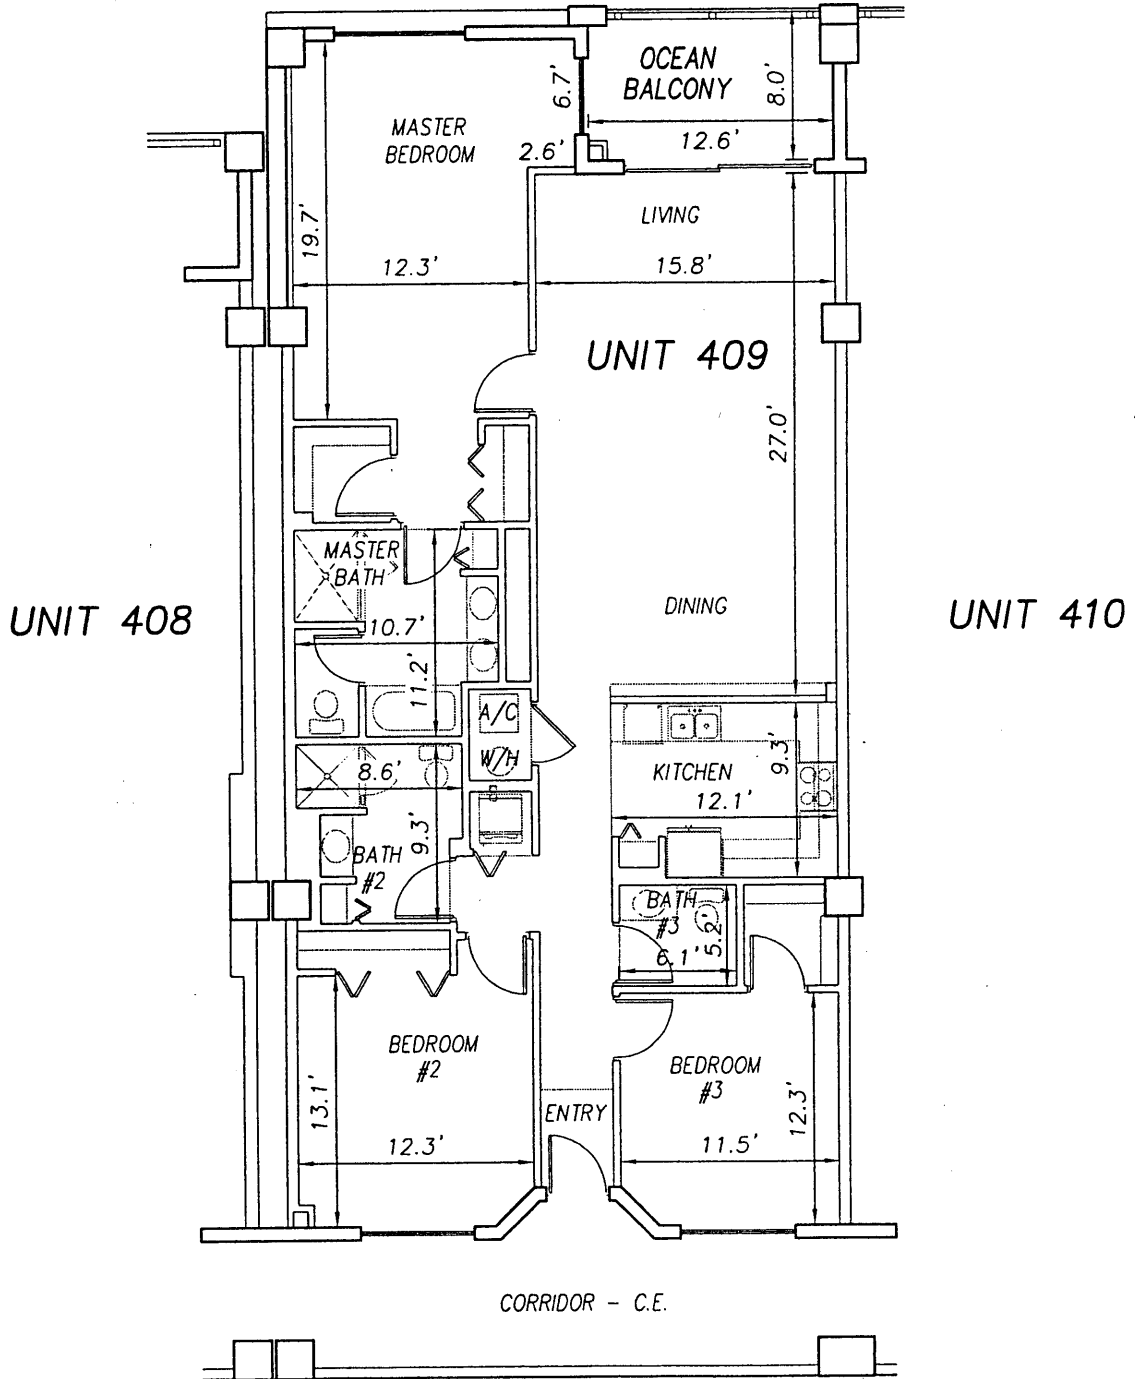 OCEAN
BALCONY
8.0'
6.7'
12.6'
MASTER
BEDROOM
2.6'
LIVING
19.7'
12.3'
15.8'
UNIT 409
27.0'
MASTER
BATH
UNIT 408
DINING
UNIT 410
10.7'
11.2'
A/C
W/H
8.6'
KITCHEN
9.3'
12.1'
9.3'
BATH
#2
BATH
#3
5.2'
6.1'
BEDROOM
#2
BEDROOM
#3
13.1'
ENTRY
12.3'
12.3'
11.5'
CORRIDOR - C.E.